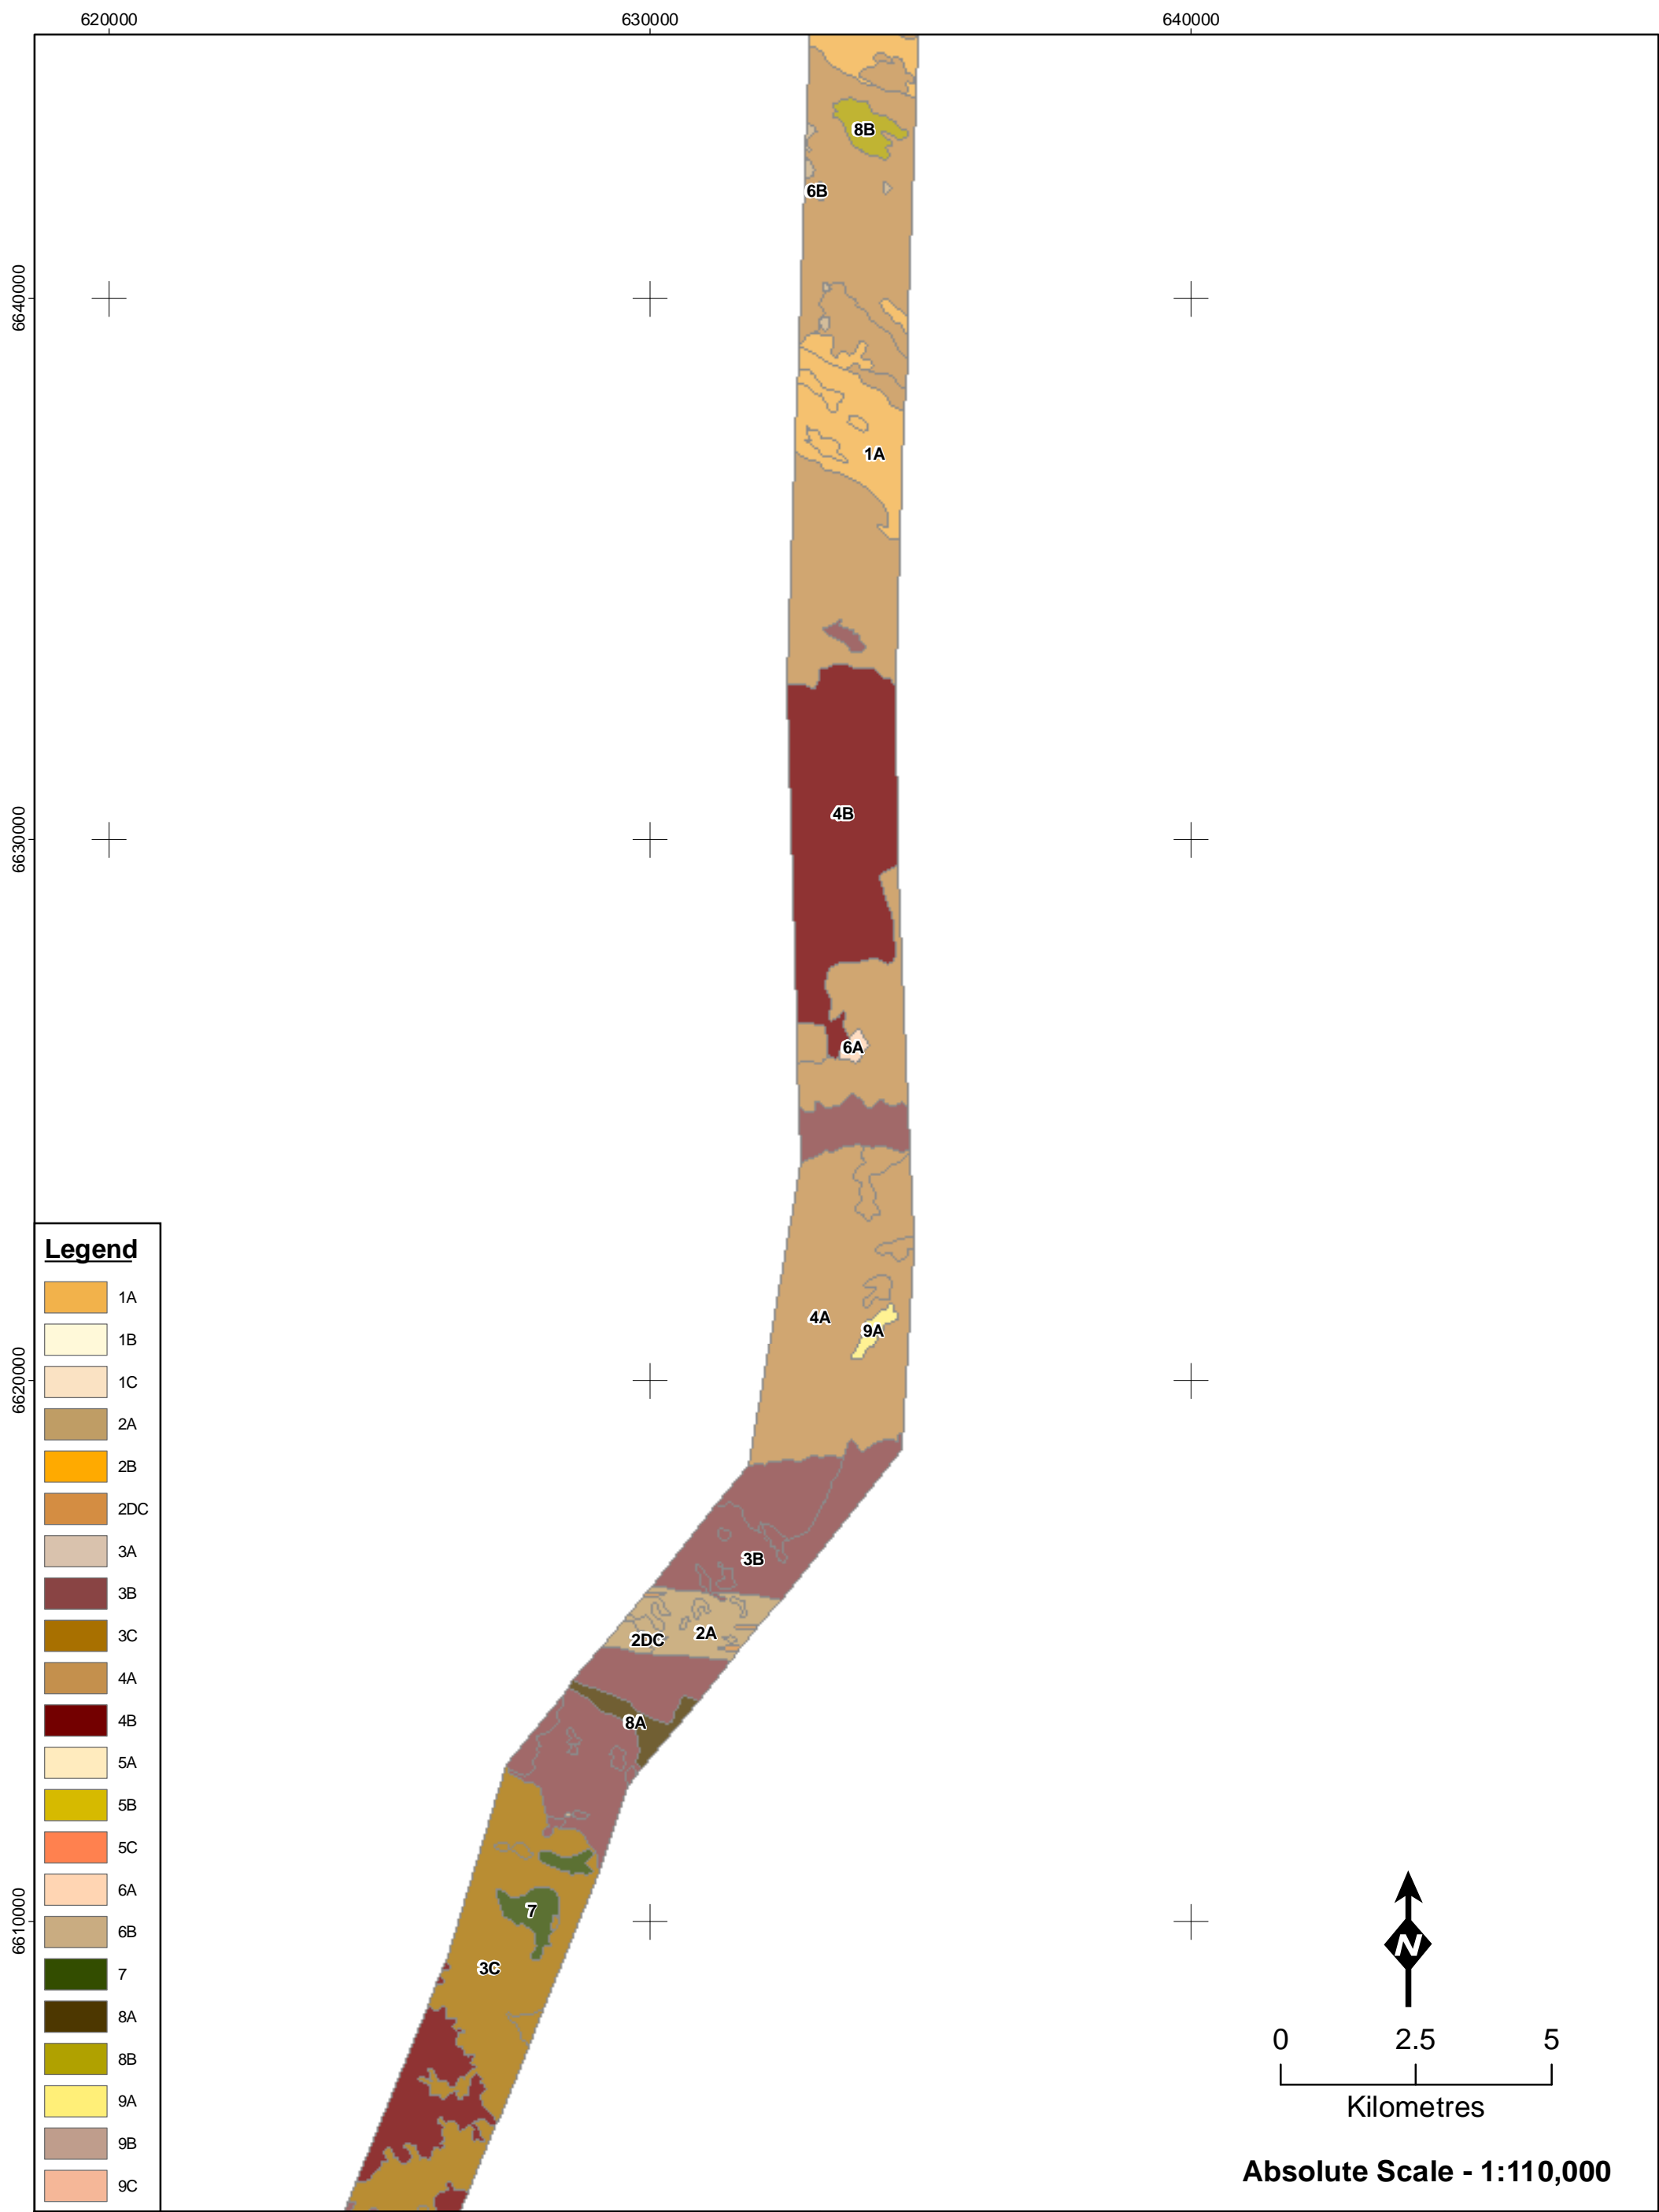 620000 630000 640000
8B
6B
6640000
1A
4B
6630000
6A
4A
9A
6620000
3B
2DC 2A
8A
7
6610000
3C
Legend
1A
1B
1C
2A
2B
2DC
3A
3B
3C
4A
4B
5A
5B
5C
6A
6B
7
8A
8B
9A
9B
9C
N
0 2.5 5
Kilometres
Absolute Scale - 1:110,000